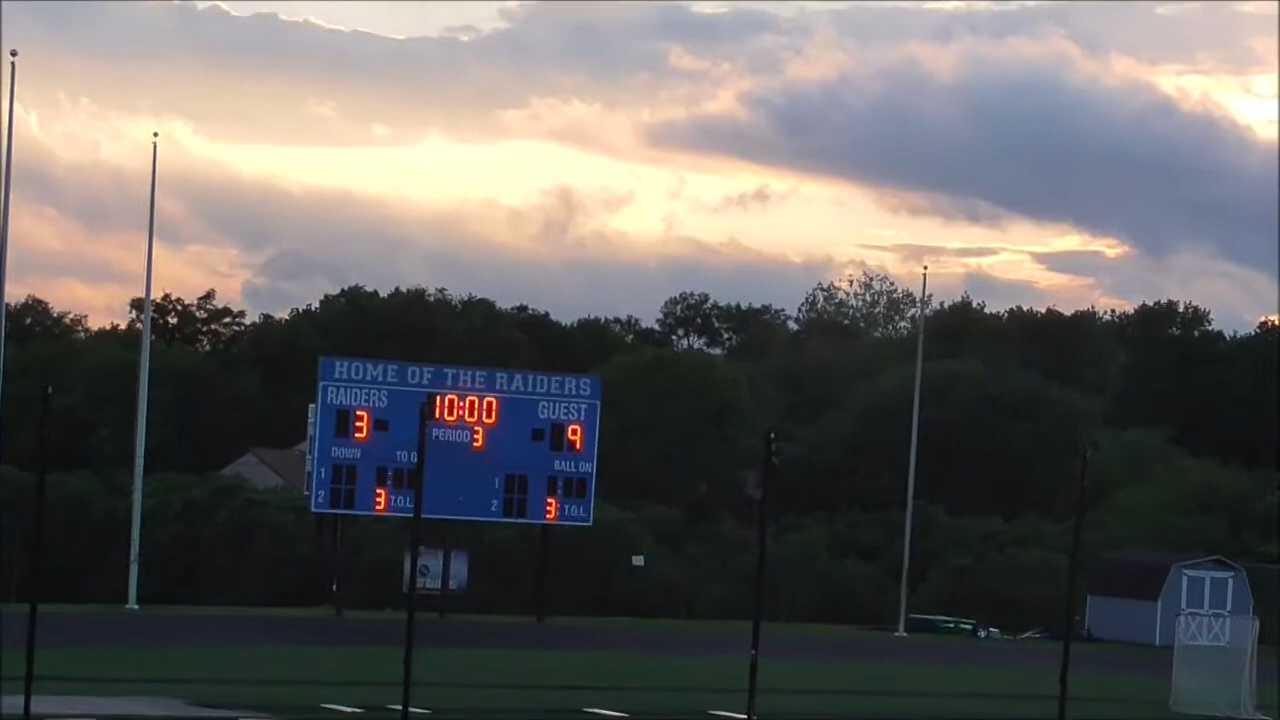 HOME OF THE RAIDERS
RAIDERS 10:00 GUEST
3 PERIOD 3 9
DOWN TO G BALL ON
1 1
2 3 T.O.L. 2 3 T.O.L.